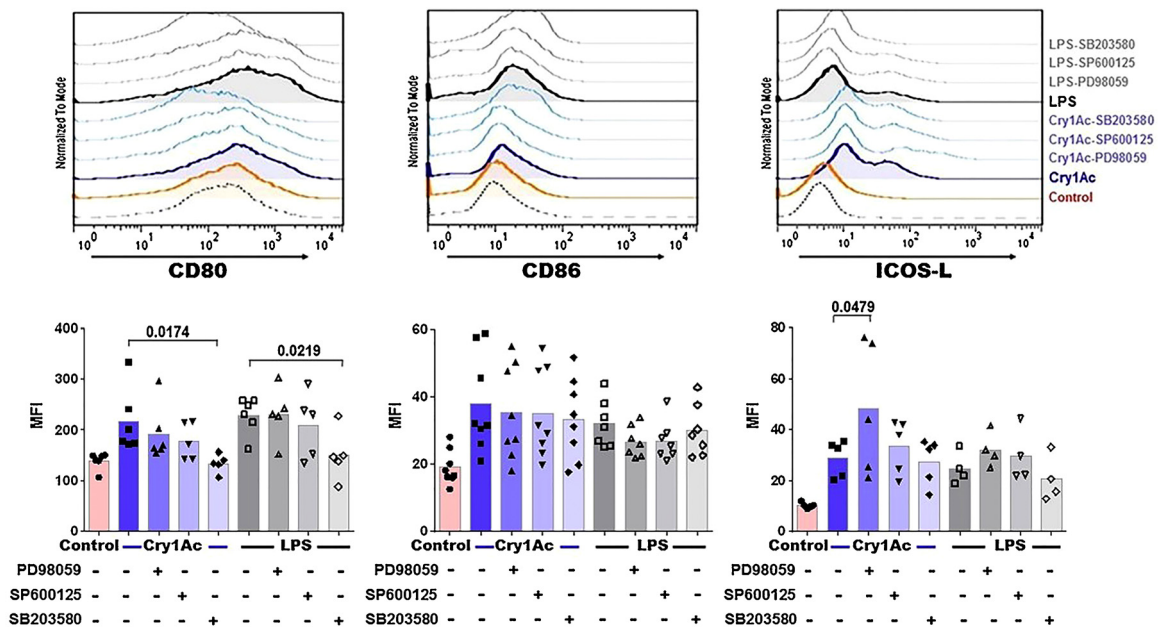 Normalized To Mode
10^0 10^1 10^2 10^3 10^4
CD80
Normalized To Mode
10^0 10^1 10^2 10^3 10^4
CD86
Normalized To Mode
10^0 10^1 10^2 10^3 10^4
ICOS-L
LPS-SB203580
LPS-SP600125
LPS-PD98059
LPS
Cry1Ac-SB203580
Cry1Ac-SP600125
Cry1Ac-PD98059
Cry1Ac
Control
MFI
400
300
200
100
0
0.0174
0.0219
Control Cry1Ac LPS
MFI
60
40
20
0
Control Cry1Ac LPS
MFI
80
60
40
20
0
0.0479
Control Cry1Ac LPS
PD98059 - - + - - - + - -
SP600125 - - - + - - - + -
SB203580 - - - - + - - - +
PD98059 - - + - - - + - -
SP600125 - - - + - - - + -
SB203580 - - - - + - - - +
PD98059 - - + - - - + - -
SP600125 - - - + - - - + -
SB203580 - - - - + - - - +